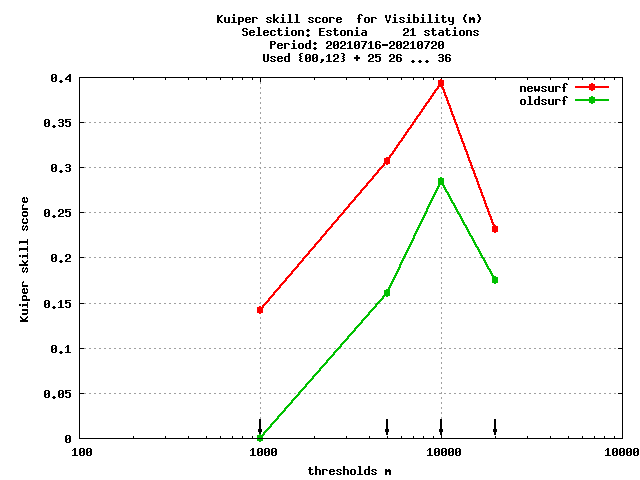 Kuiper skill score  for Visibility (m)
Selection: Estonia     21 stations
Period: 20210716-20210720
Used {00,12} + 25 26 ... 36
newsurf
oldsurf
0.4
0.35
0.3
0.25
0.2
0.15
0.1
0.05
0
Kuiper skill score
100
1000
10000
10000
thresholds m